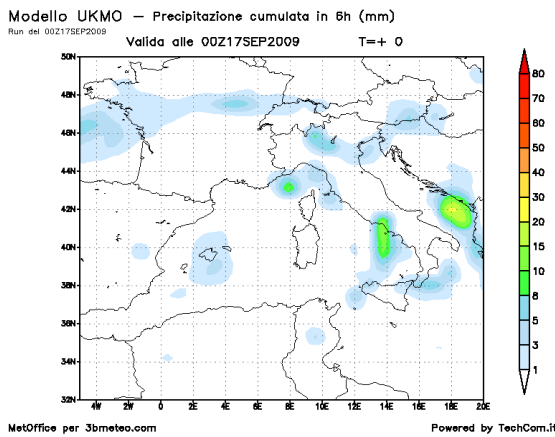 Modello UKMO – Precipitazione cumulata in 6h (mm)
Run del 00Z17SEP2009
Valida alle 00Z17SEP2009 T=+ 0
50N
48N
46N
44N
42N
40N
38N
36N
34N
32N
4W 2W 0 2E 4E 6E 8E 10E 12E 14E 16E 18E 20E
80
70
60
50
40
30
20
15
10
8
5
3
1
MetOffice per 3bmeteo.com Powered by TechCom.it